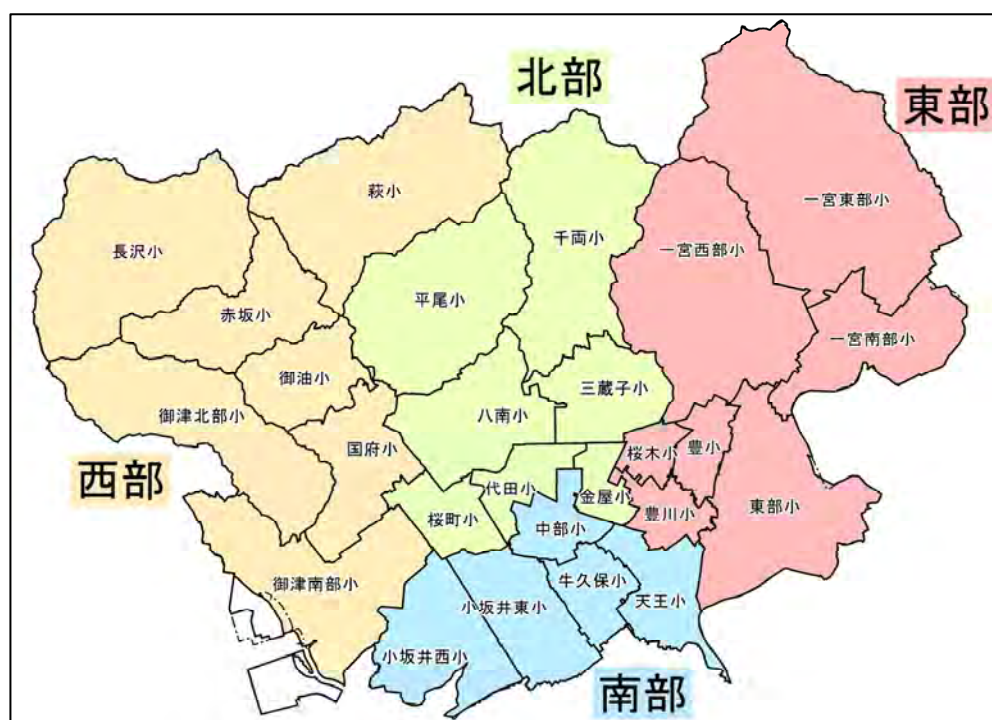 北部
東部
萩小
一宮東部小
千両小
長沢小
一宮西部小
平尾小
赤坂小
一宮南部小
御油小
三蔵子小
御津北部小
八南小
国府小
桜木小
豊小
西部
代田小
金屋小
東部小
桜町小
中部小
豊川小
御津南部小
牛久保小
小坂井東小
天王小
小坂井西小
南部